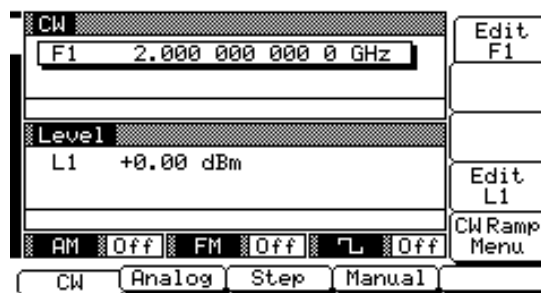 CW
F1 2.000 000 000 0 GHz
Level
L1 +0.00 dBm
AM Off FM Off Off
Edit
F1
Edit
L1
CW Ramp
Menu
CW Analog Step Manual